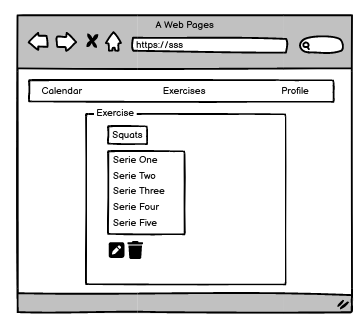 A Web Pages
https://sss
Calendar Exercises Profile
Exercise
Squats
Serie One
Serie Two
Serie Three
Serie Four
Serie Five